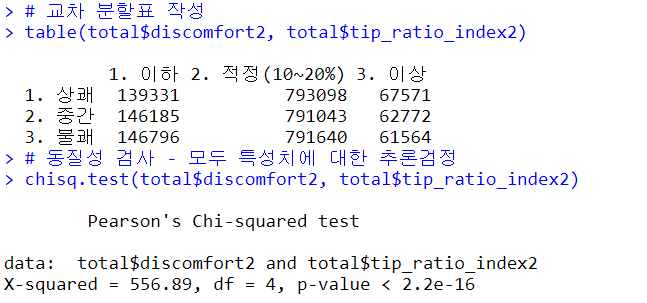 > # 교차 분할표 작성
> table(total$discomfort2, total$tip_ratio_index2)
1. 이하 2. 적정(10~20%) 3. 이상
1. 상쾌 139331 793098 67571
2. 중간 146185 791043 62772
3. 불쾌 146796 791640 61564
> # 동질성 검사 - 모두 특성치에 대한 추론검정
> chisq.test(total$discomfort2, total$tip_ratio_index2)
Pearson's Chi-squared test
data: total$discomfort2 and total$tip_ratio_index2
X-squared = 556.89, df = 4, p-value < 2.2e-16